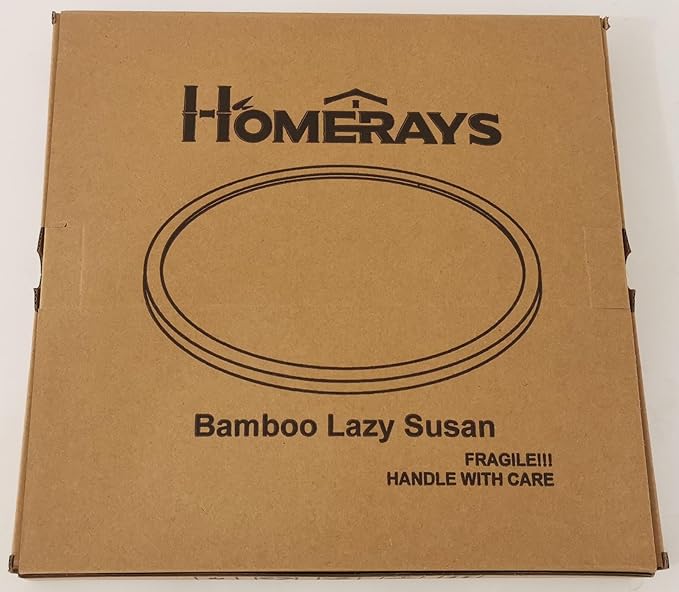 HOMERAYS
Bamboo Lazy Susan
FRAGILE!!!
HANDLE WITH CARE